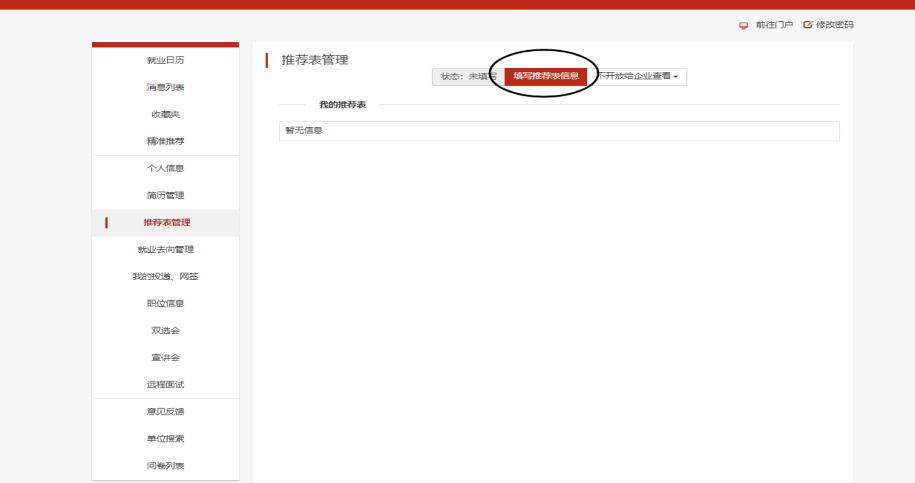 前往门户 修改密码
就业日历
消息列表
收藏夹
精准推荐
个人信息
简历管理
推荐表管理
就业去向管理
我的投递、网签
职位信息
双选会
宣讲会
远程面试
意见反馈
单位搜索
问卷列表
推荐表管理
状态：未填写 填写推荐表信息 不开放给企业查看
我的推荐表
暂无信息